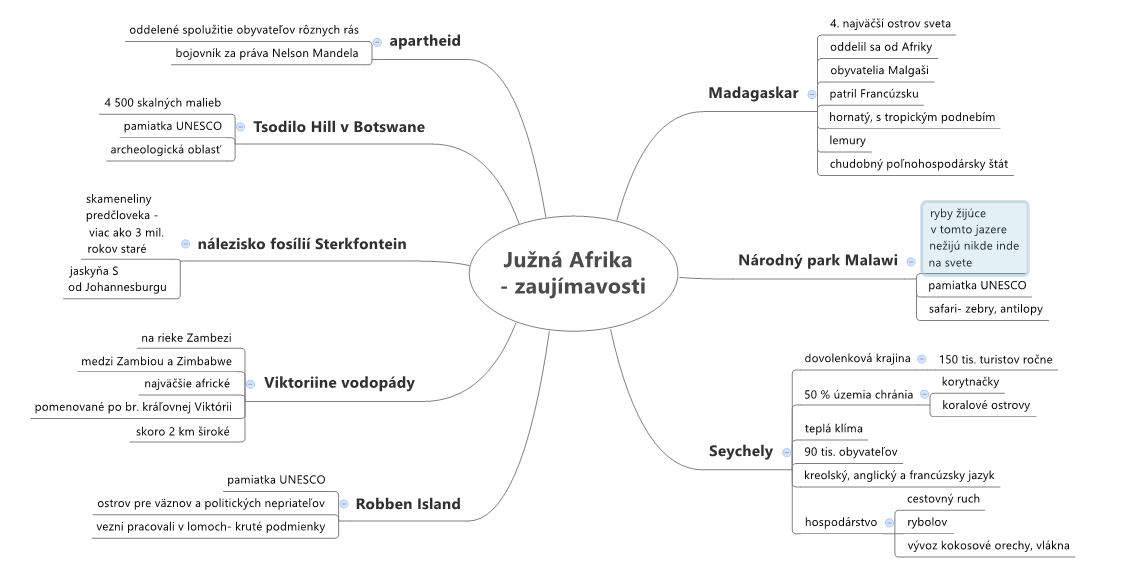 Južná Afrika
- zaujímavosti
apartheid
oddelené spolužitie obyvateľov rôznych rás
bojovník za práva Nelson Mandela
Tsodilo Hill v Botswane
4 500 skalných malieb
pamiatka UNESCO
archeologická oblasť
nálezisko fosílií Sterkfontein
skameneliny
predčloveka -
viac ako 3 mil.
rokov staré
jaskyňa S
od Johannesburgu
Viktoriine vodopády
na rieke Zambezi
medzi Zambiou a Zimbabwe
najväčšie africké
pomenované po br. kráľovnej Viktórii
skoro 2 km široké
Robben Island
pamiatka UNESCO
ostrov pre väznov a politických nepriateľov
vezni pracovali v lomoch- kruté podmienky
Madagaskar
4. najväčší ostrov sveta
oddelil sa od Afriky
obyvatelia Malgaši
patril Francúzsku
hornatý, s tropickým podnebím
lemury
chudobný poľnohospodársky štát
Národný park Malawi
ryby žijúce
v tomto jazere
nežijú nikde inde
na svete
pamiatka UNESCO
safari- zebry, antilopy
Seychely
dovolenková krajina
150 tis. turistov ročne
50 % územia chránia
korytnačky
koralové ostrovy
teplá klíma
90 tis. obyvateľov
kreolský, anglický a francúzsky jazyk
hospodárstvo
cestovný ruch
rybolov
vývoz kokosové orechy, vlákna